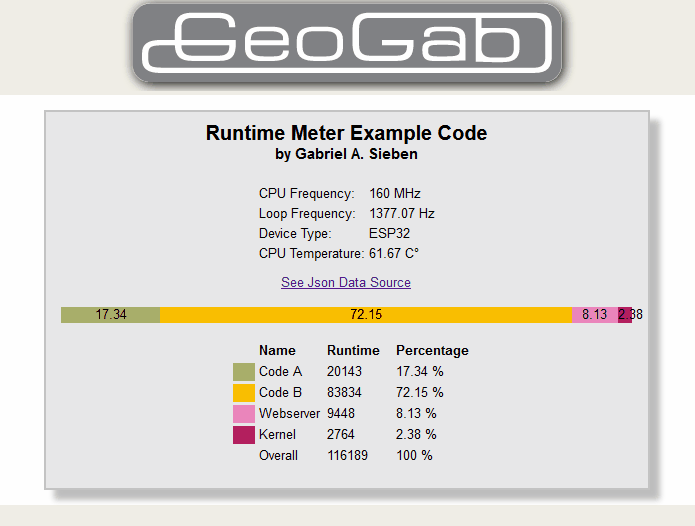 GeoGab
Runtime Meter Example Code
by Gabriel A. Sieben
CPU Frequency: 160 MHz
Loop Frequency: 1377.07 Hz
Device Type: ESP32
CPU Temperature: 61.67 C°
See Json Data Source
17.34 72.15 8.13 2.38
Name Runtime Percentage
Code A 20143 17.34 %
Code B 83834 72.15 %
Webserver 9448 8.13 %
Kernel 2764 2.38 %
Overall 116189 100 %